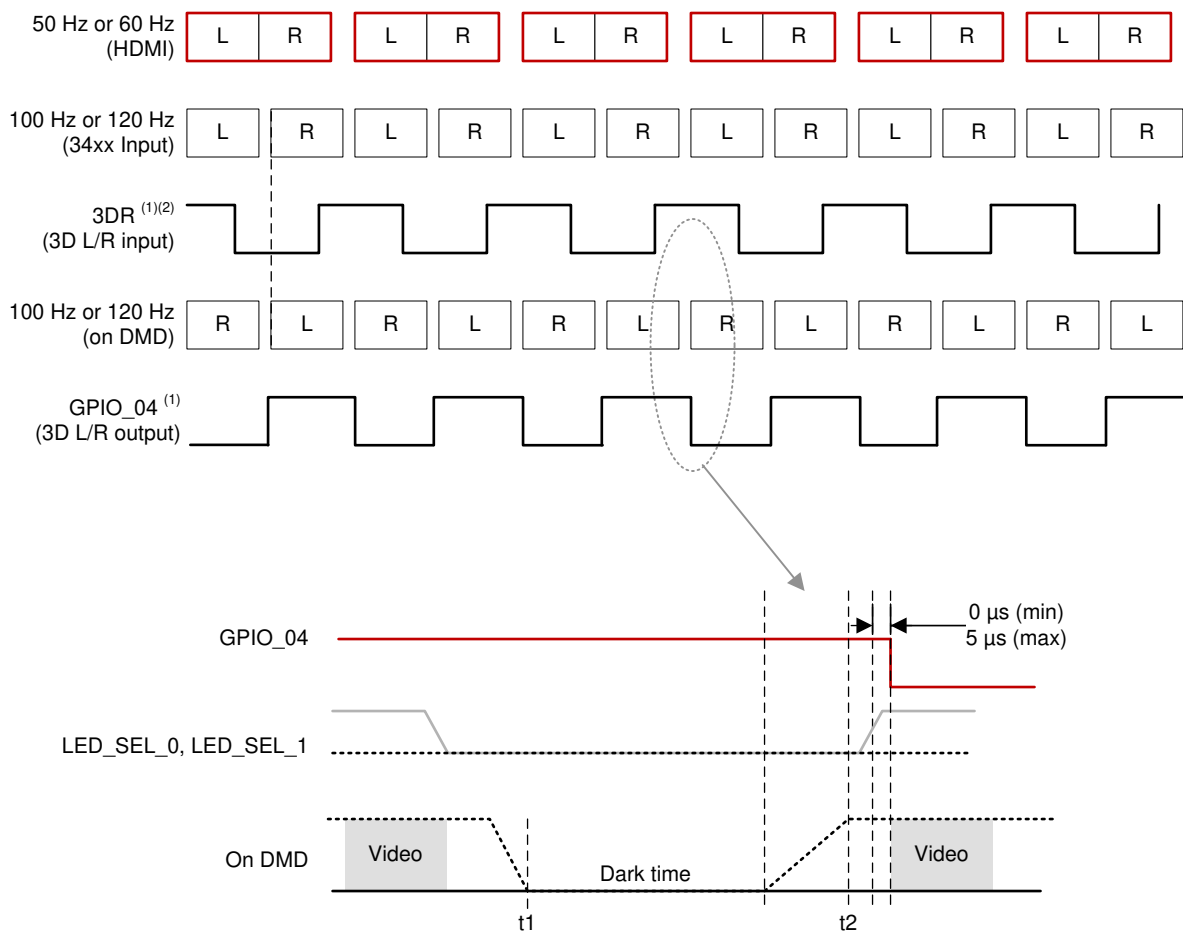 50 Hz or 60 Hz
(HDMI)
L R L R L R L R L R L R
100 Hz or 120 Hz
(34xx Input)
L R L R L R L R L R L R
3DR (1)(2)
(3D L/R input)
100 Hz or 120 Hz
(on DMD)
R L R L R L R L R L R L
GPIO_04 (1)
(3D L/R output)
0 µs (min)
5 µs (max)
GPIO_04
LED_SEL_0, LED_SEL_1
On DMD
Video
Dark time
Video
t1
t2